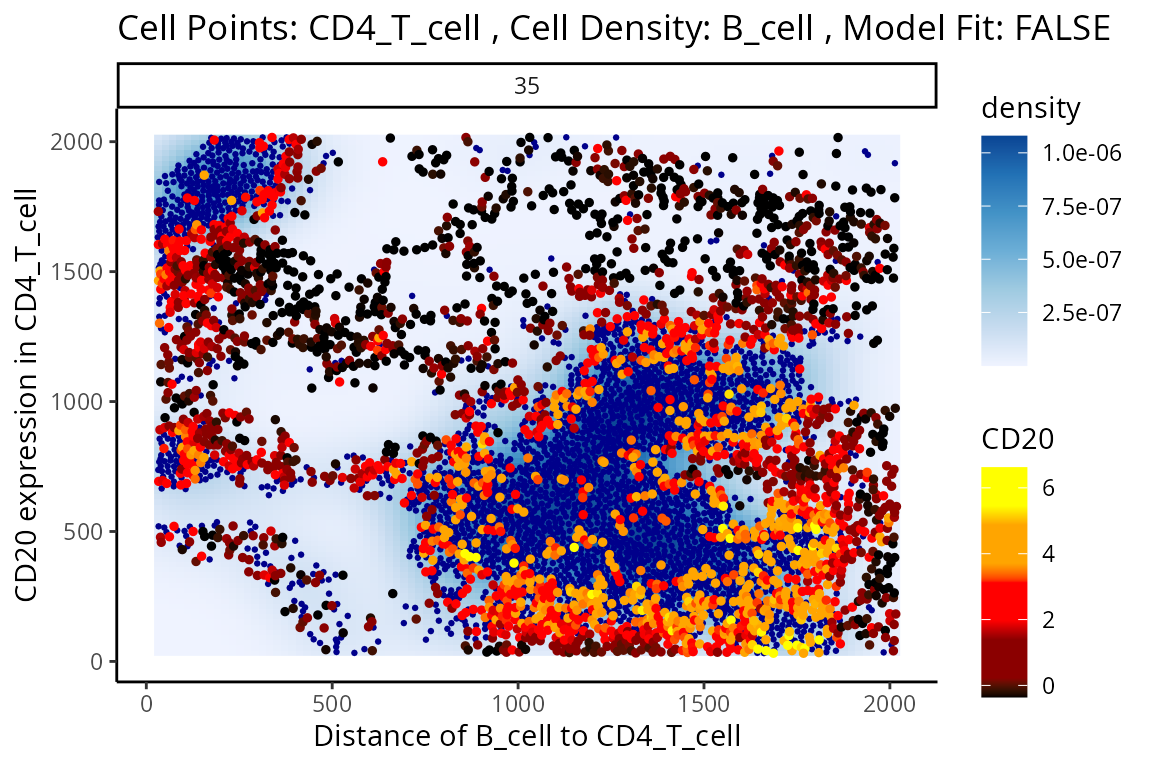 Cell Points: CD4_T_cell , Cell Density: B_cell , Model Fit: FALSE
35
CD20 expression in CD4_T_cell
2000
1500
1000
500
0
0 500 1000 1500 2000
Distance of B_cell to CD4_T_cell
density
1.0e-06
7.5e-07
5.0e-07
2.5e-07
CD20
6
4
2
0